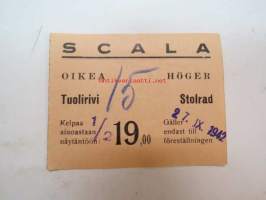 SCALA
OIKEA HÖGER
Tuolirivi 15 Stolrad
Kelpaa ainoastaan näytäntöön 1/2 19,00 Gäller endast till föreställningen
27. IX. 1942